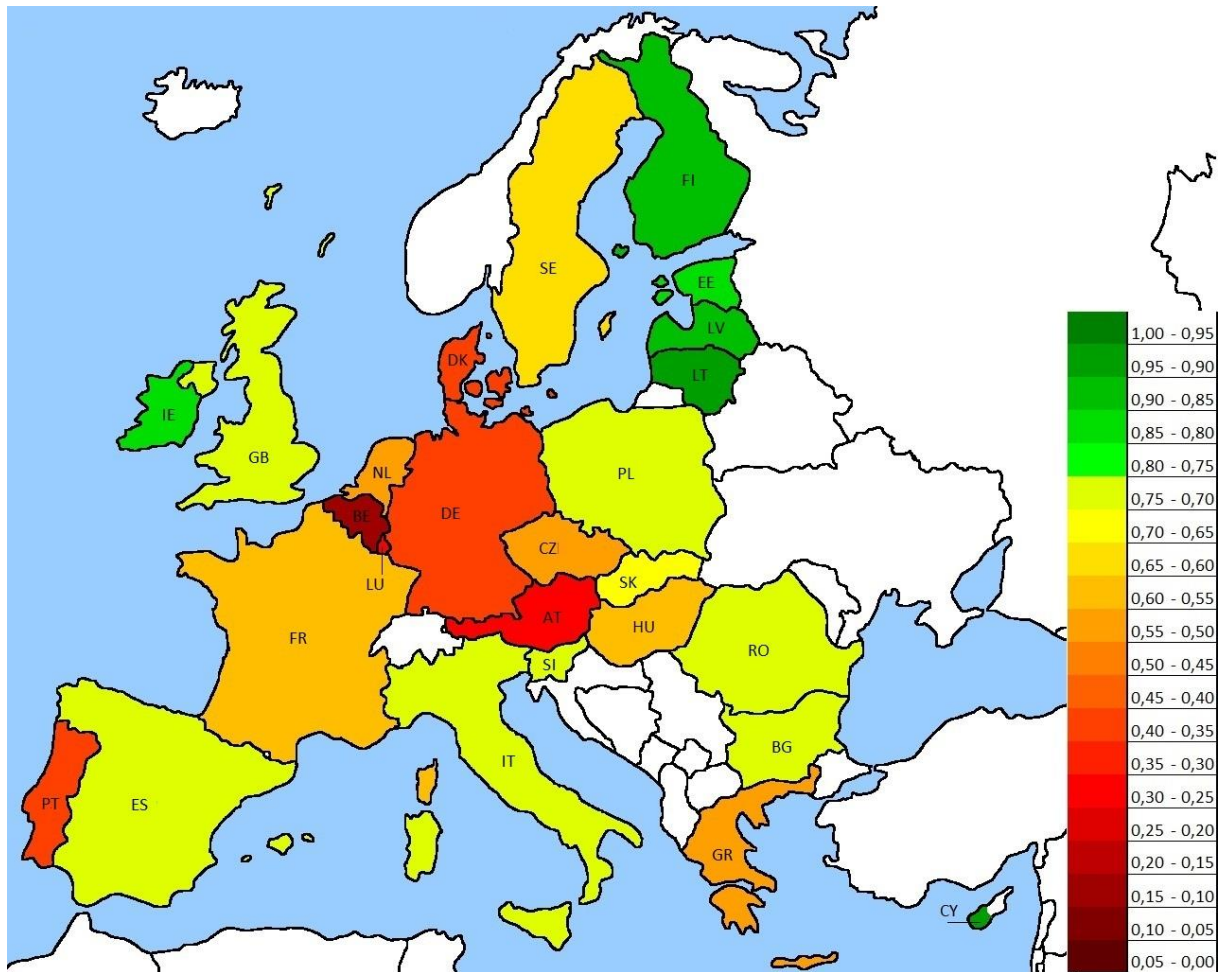 FI
SE
EE
LV
DK
LT
IE
GB
NL
PL
BE
DE
CZ
LU
SK
AT
HU
FR
SI
RO
BG
IT
PT
ES
GR
CY
1,00 - 0,95
0,95 - 0,90
0,90 - 0,85
0,85 - 0,80
0,80 - 0,75
0,75 - 0,70
0,70 - 0,65
0,65 - 0,60
0,60 - 0,55
0,55 - 0,50
0,50 - 0,45
0,45 - 0,40
0,40 - 0,35
0,35 - 0,30
0,30 - 0,25
0,25 - 0,20
0,20 - 0,15
0,15 - 0,10
0,10 - 0,05
0,05 - 0,00